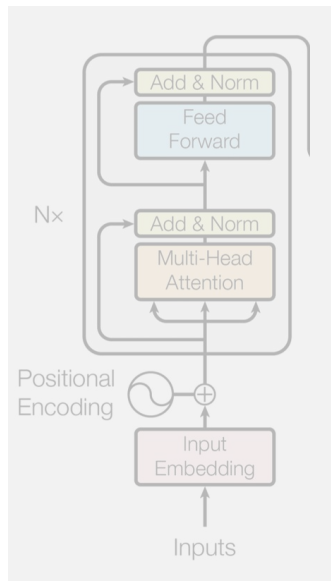 Add & Norm
Feed
Forward
Nx
Add & Norm
Multi-Head
Attention
Positional
Encoding
Input
Embedding
Inputs